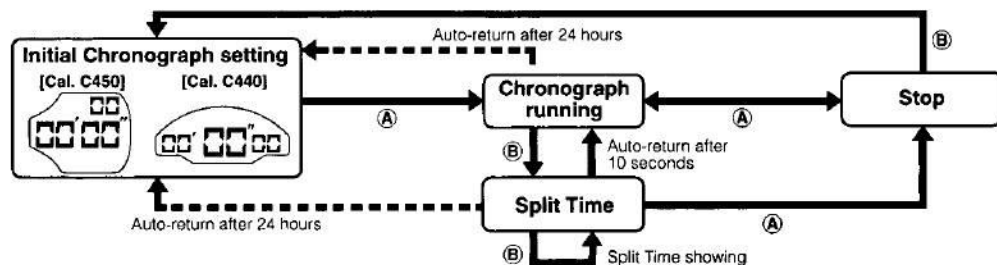 Auto-return after 24 hours
Ⓑ
Initial Chronograph setting
[Cal. C450] [Cal. C440]
00
00' 00"
00' 00" 00
Ⓐ
Chronograph
running
Ⓐ
Stop
Ⓑ
Auto-return after
10 seconds
Split Time
Ⓐ
Auto-return after 24 hours
Ⓑ
Split Time showing